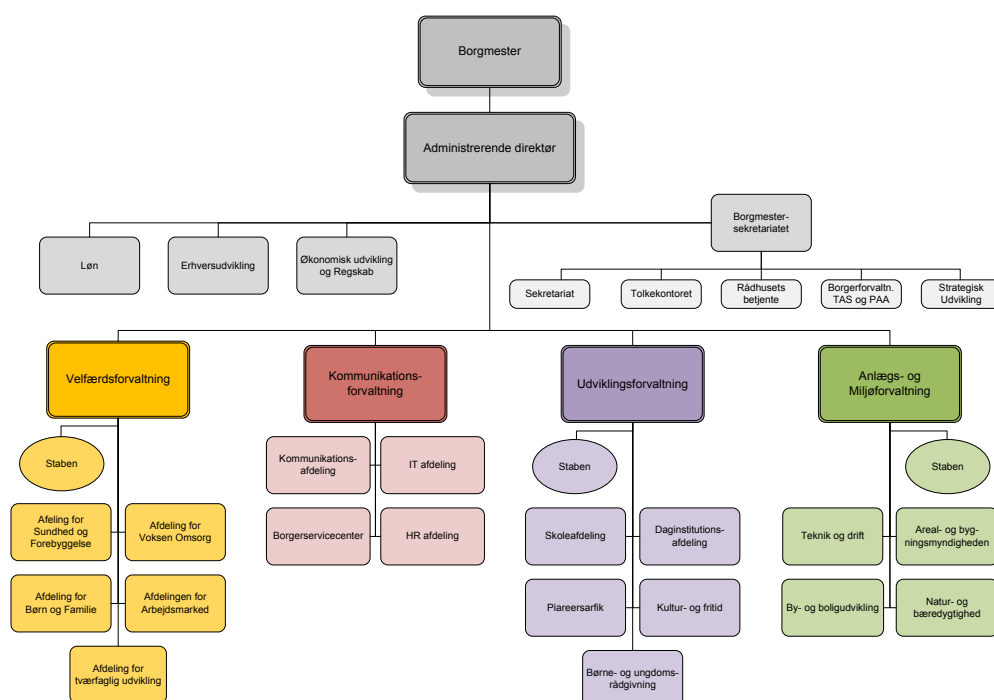 Borgmester
Administrerende direktør
Borgmester-
sekretariatet
Løn
Erhversudvikling
Økonomisk udvikling
og Regskab
Sekretariat
Tolkekontoret
Rådhusets
betjente
Borgerforvaltn.
TAS og PAA
Strategisk
Udvikling
Velfærdsforvaltning
Kommunikations-
forvaltning
Udviklingsforvaltning
Anlægs- og
Miljøforvaltning
Staben
Afeling for
Sundhed og
Forebyggelse
Afdeling for
Voksen Omsorg
Afdeling for
Børn og Familie
Afdelingen for
Arbejdsmarked
Afdeling for
tværfaglig udvikling
Kommunikations-
afdeling
IT afdeling
Borgerservicecenter
HR afdeling
Staben
Skoleafdeling
Daginstitutions-
afdeling
Piareersarfik
Kultur- og fritid
Børne- og ungdoms-
rådgivning
Staben
Teknik og drift
Areal- og byg-
ningsmyndigheden
By- og boligudvikling
Natur- og
bæredygtighed